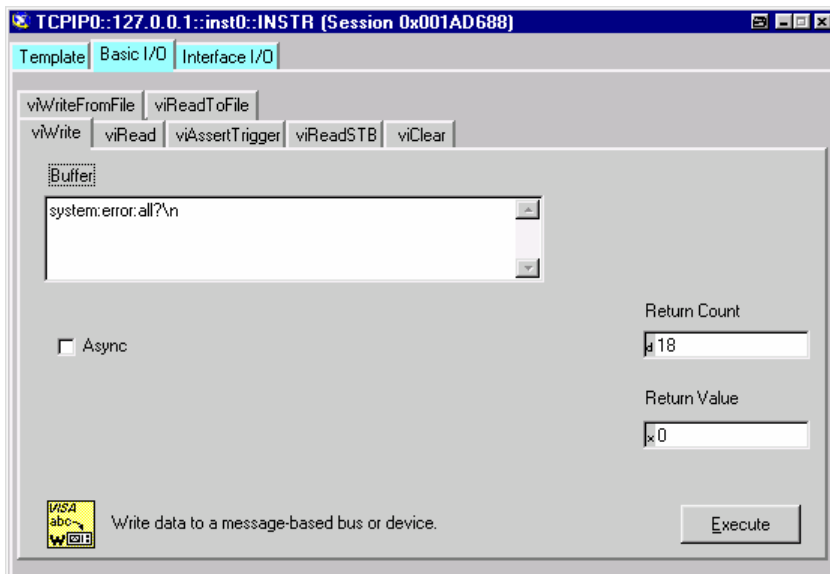 TCPIP0::127.0.0.1::inst0::INSTR (Session 0x001AD688)
Template Basic I/O Interface I/O
viWriteFromFile viReadToFile
viWrite viRead viAssertTrigger viReadSTB viClear
Buffer
system:error:all?\n
Return Count
d 18
Async
Return Value
x 0
VISA
abc
W
Write data to a message-based bus or device.
Execute